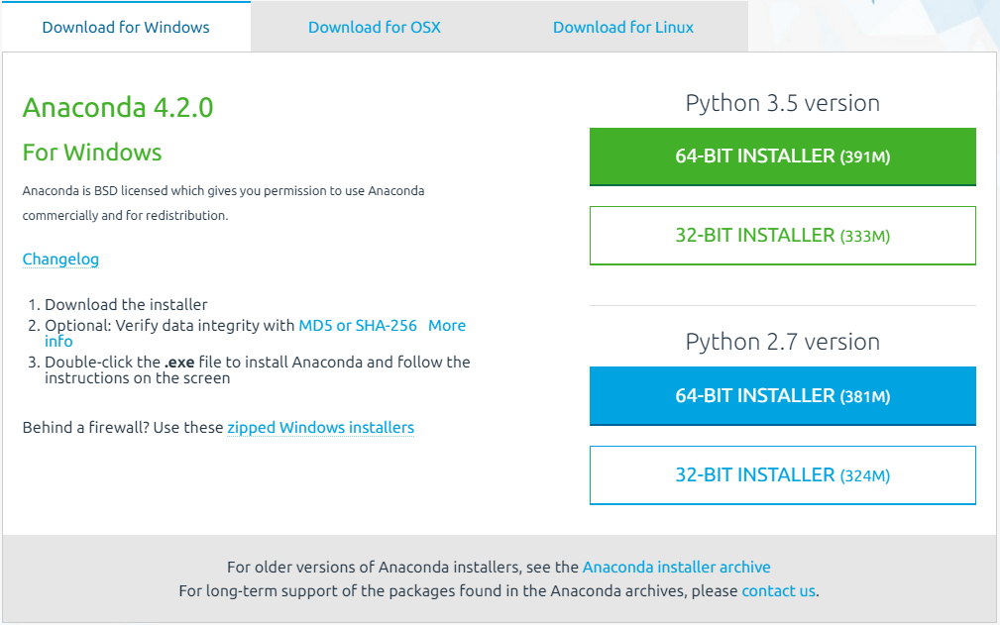 Download for Windows
Download for OSX
Download for Linux
Anaconda 4.2.0
For Windows
Anaconda is BSD licensed which gives you permission to use Anaconda
commercially and for redistribution.
Changelog
1. Download the installer
2. Optional: Verify data integrity with MD5 or SHA-256 More
info
3. Double-click the .exe file to install Anaconda and follow the
instructions on the screen
Behind a firewall? Use these zipped Windows installers
Python 3.5 version
64-BIT INSTALLER (391M)
32-BIT INSTALLER (333M)
Python 2.7 version
64-BIT INSTALLER (381M)
32-BIT INSTALLER (324M)
For older versions of Anaconda installers, see the Anaconda installer archive
For long-term support of the packages found in the Anaconda archives, please contact us.